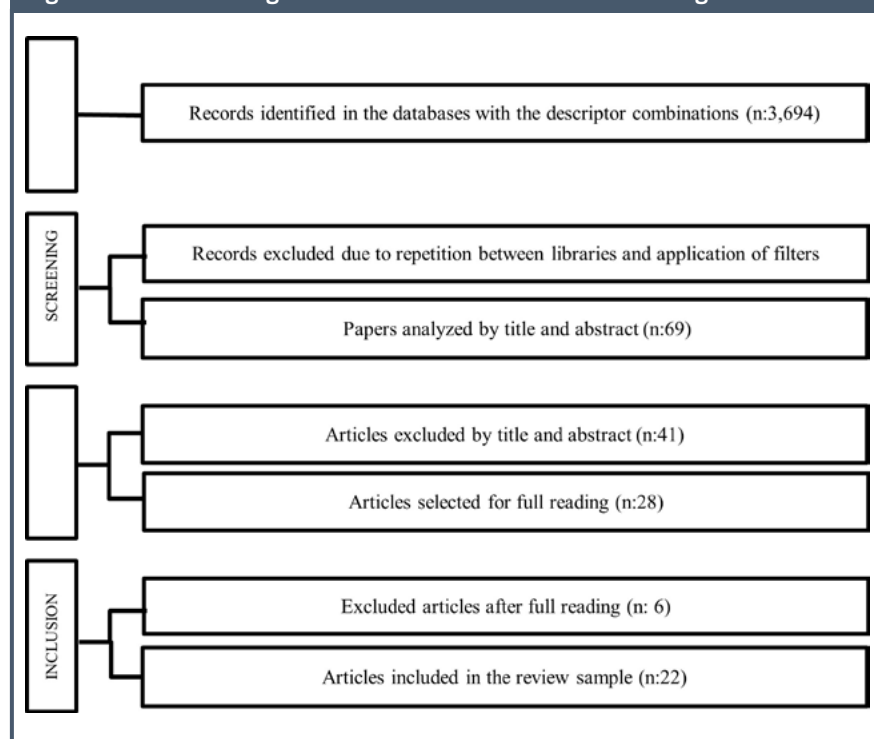 Records identified in the databases with the descriptor combinations (n:3,694)
SCREENING
Records excluded due to repetition between libraries and application of filters
Papers analyzed by title and abstract (n:69)
Articles excluded by title and abstract (n:41)
Articles selected for full reading (n:28)
INCLUSION
Excluded articles after full reading (n: 6)
Articles included in the review sample (n:22)